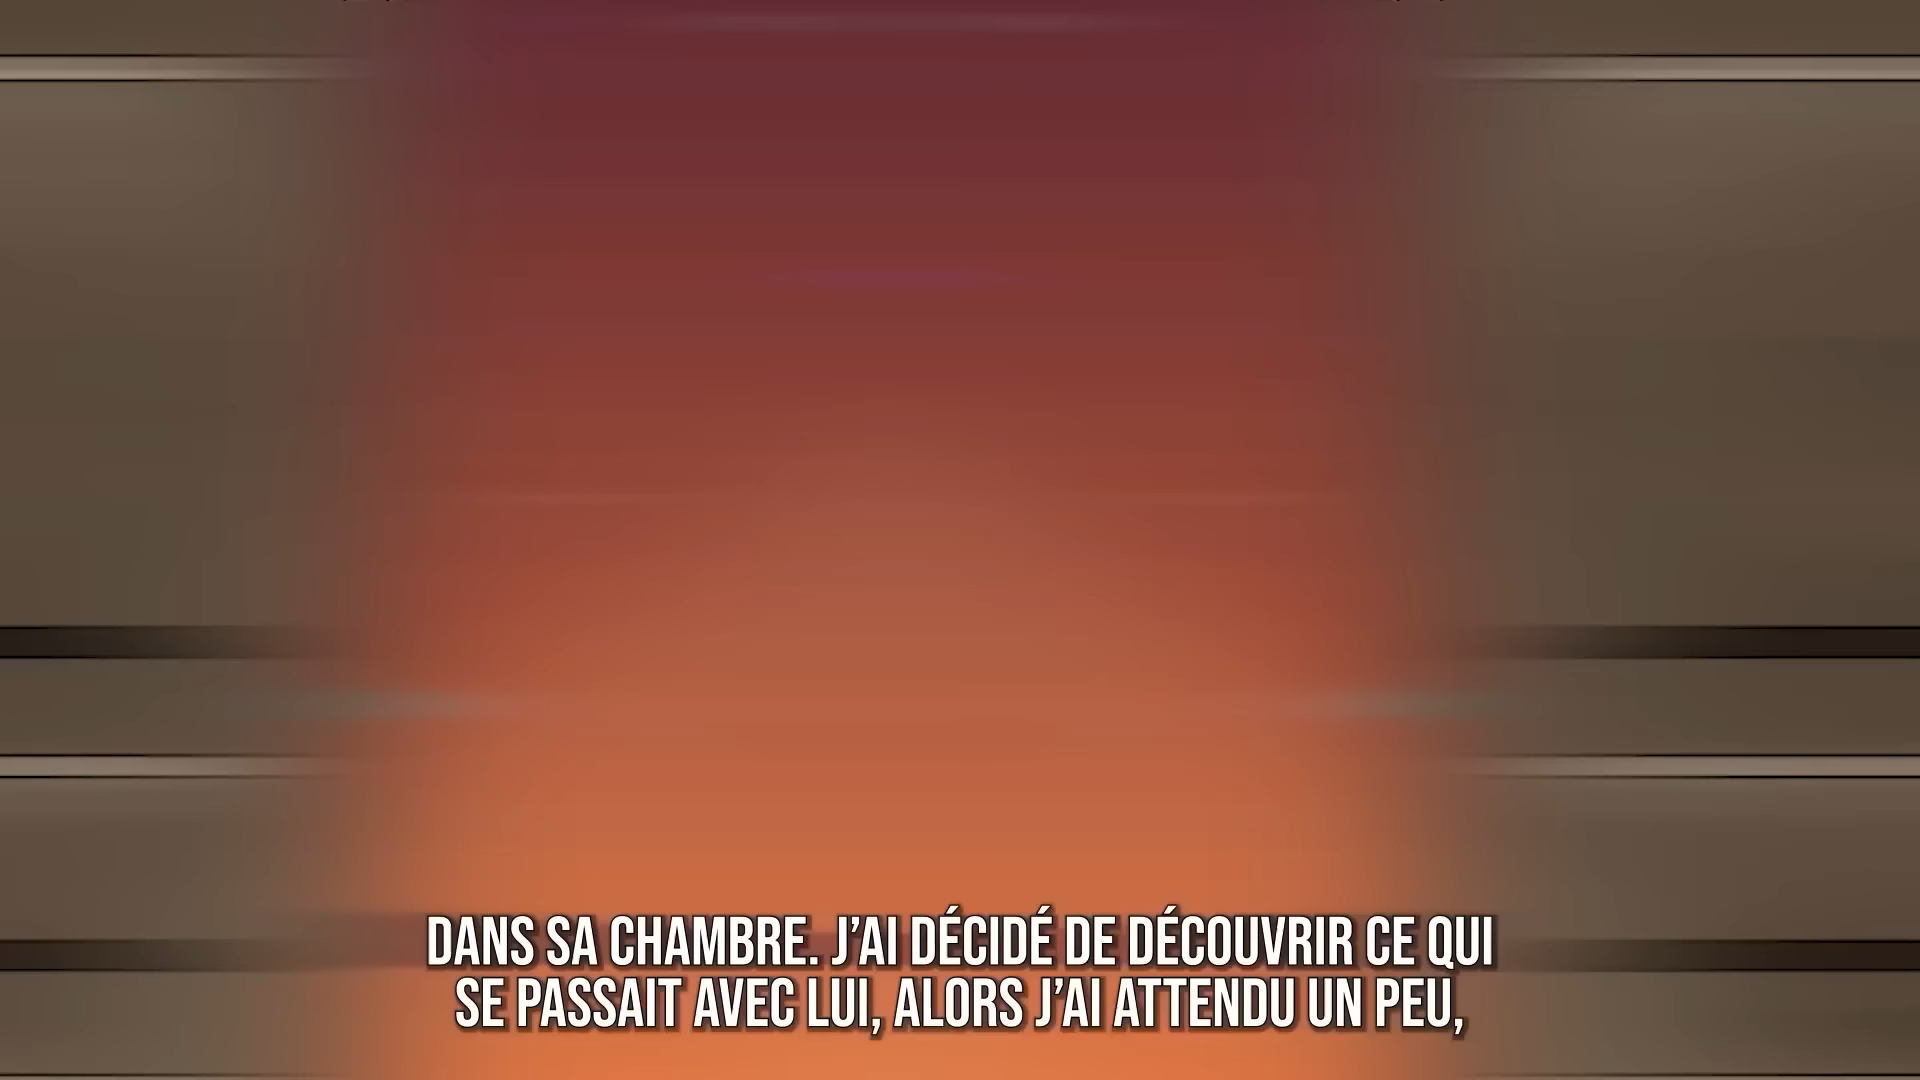 DANS SA CHAMBRE. J’AI DÉCIDÉ DE DÉCOUVRIR CE QUI
SE PASSAIT AVEC LUI, ALORS J’AI ATTENDU UN PEU,